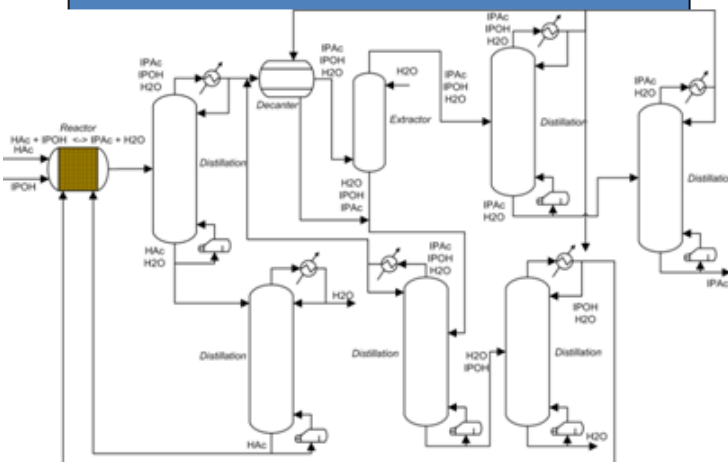 IPAc
IPOH
H2O
Decanter
IPAc
IPOH
H2O
H2O
Extractor
IPAc
IPOH
H2O
IPAc
IPOH
H2O
Distillation
IPAc
H2O
Reactor
HAc + IPOH <-> IPAc + H2O
HAc
IPOH
Distillation
H2O
IPOH
IPAc
IPAc
H2O
HAc
H2O
IPAc
IPOH
H2O
IPAc
H2O
Distillation
IPOH
H2O
H2O
IPOH
Distillation
Distillation
Distillation
HAc
H2O